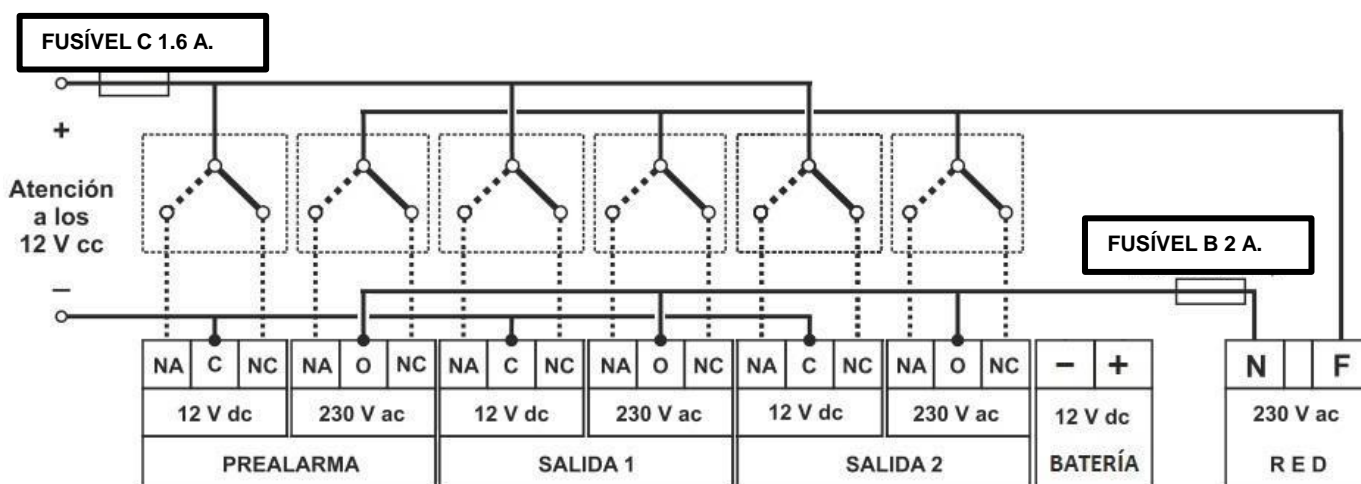 FUSÍVEL C 1.6 A.
+
Atención
a los
12 V cc
FUSÍVEL B 2 A.
–
NA C NC NA O NC NA C NC NA O NC NA C NC NA O NC – + N F
12 V dc 230 V ac 12 V dc 230 V ac 12 V dc 230 V ac 12 V dc 230 V ac
PREALARMA SALIDA 1 SALIDA 2 BATERÍA R E D